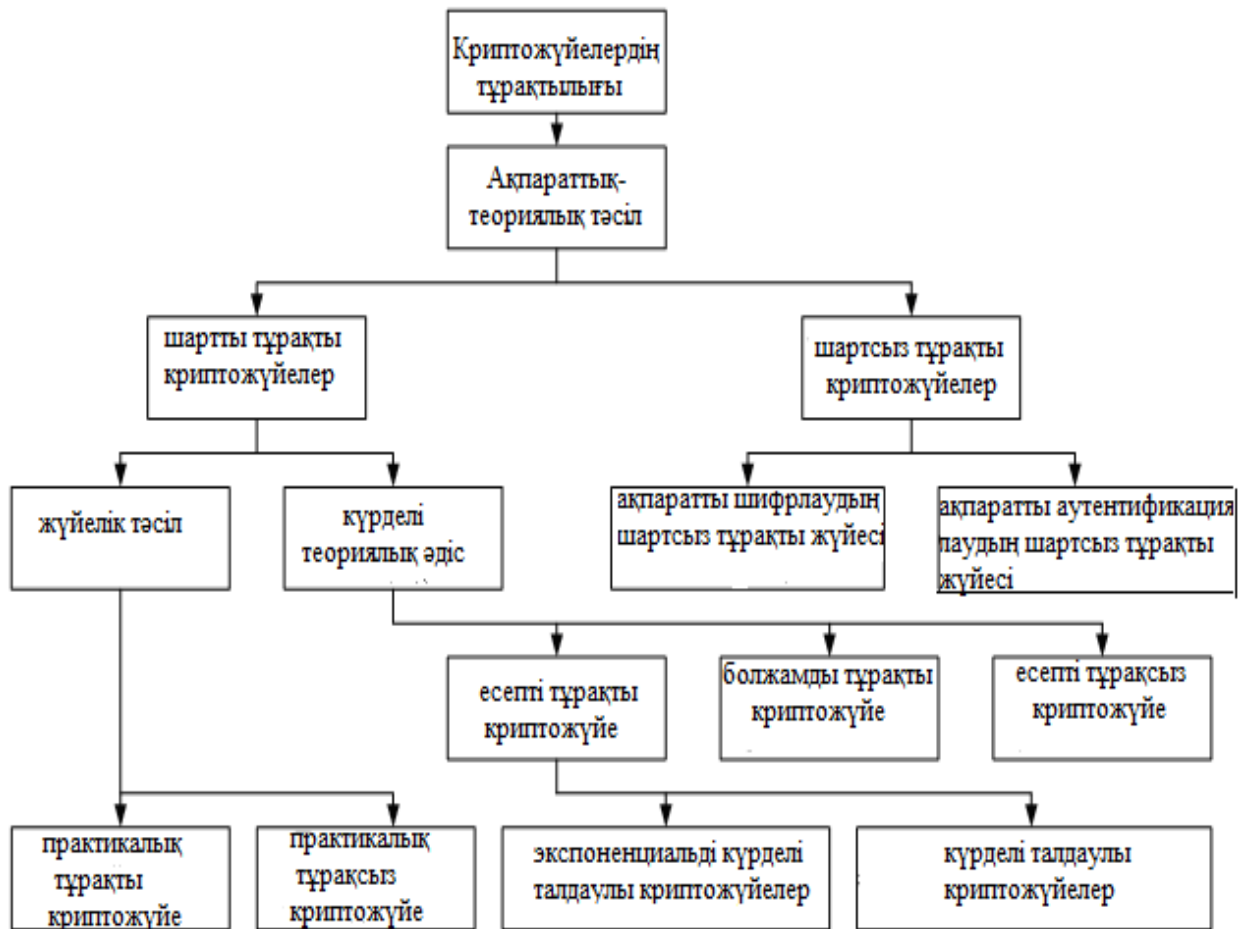 Криптожүйелердің
тұрақтылығы
Ақпараттық-
теориялық тәсіл
шартты тұрақты
криптожүйелер
шартсыз тұрақты
криптожүйелер
жүйелік тәсіл
күрделі
теориялық әдіс
ақпаратты шифрлаудың
шартсыз тұрақты жүйесі
ақпаратты аутентификация
лаудың шартсыз тұрақты
жүйесі
есепті тұрақты
криптожүйе
болжамды тұрақты
криптожүйе
есепті тұрақсыз
криптожүйе
практикалық
тұрақты
криптожүйе
практикалық
тұрақсыз
криптожүйе
экспоненциальді күрделі
талдаулы криптожүйелер
күрделі талдаулы
криптожүйелер